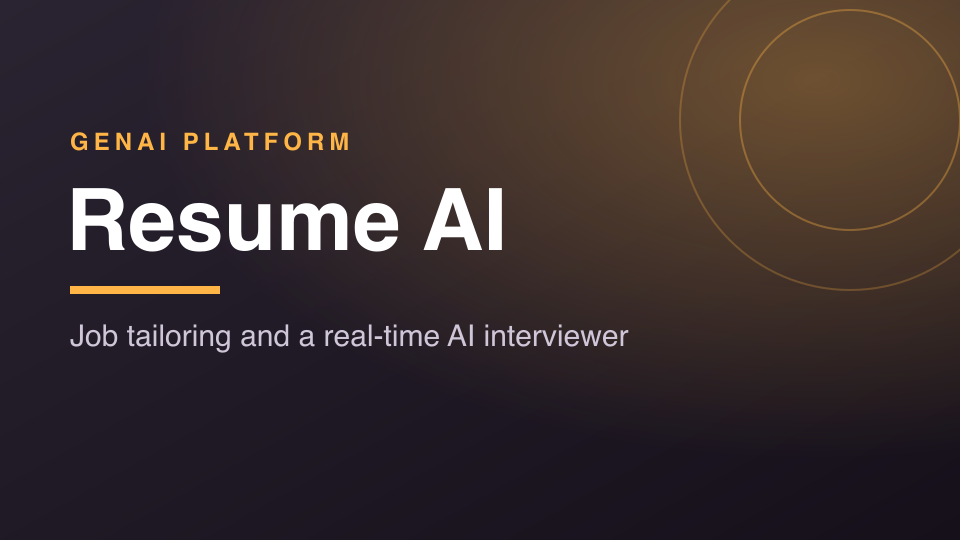 GENAI PLATFORM
Resume AI
Job tailoring and a real-time AI interviewer